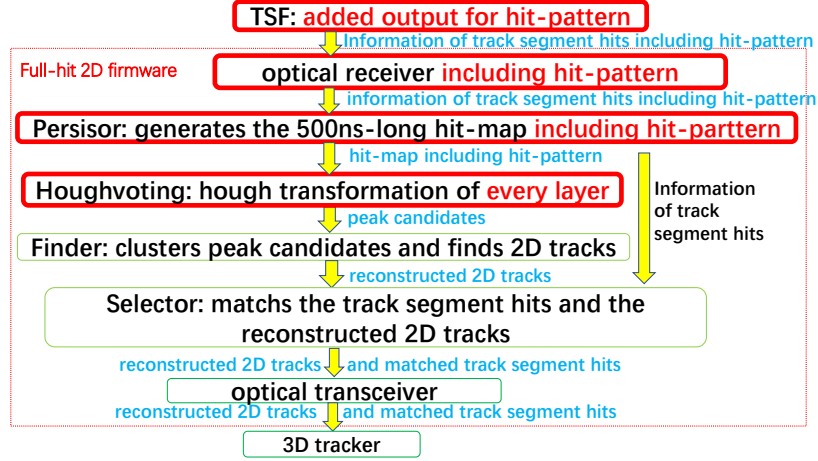 TSF: added output for hit-pattern
Information of track segment hits including hit-pattern
Full-hit 2D firmware
optical receiver including hit-pattern
information of track segment hits including hit-pattern
Persisor: generates the 500ns-long hit-map including hit-parttern
hit-map including hit-pattern
Houghvoting: hough transformation of every layer
Information
of track
segment hits
peak candidates
Finder: clusters peak candidates and finds 2D tracks
reconstructed 2D tracks
Selector: matchs the track segment hits and the
reconstructed 2D tracks
reconstructed 2D tracks and matched track segment hits
optical transceiver
reconstructed 2D tracks and matched track segment hits
3D tracker